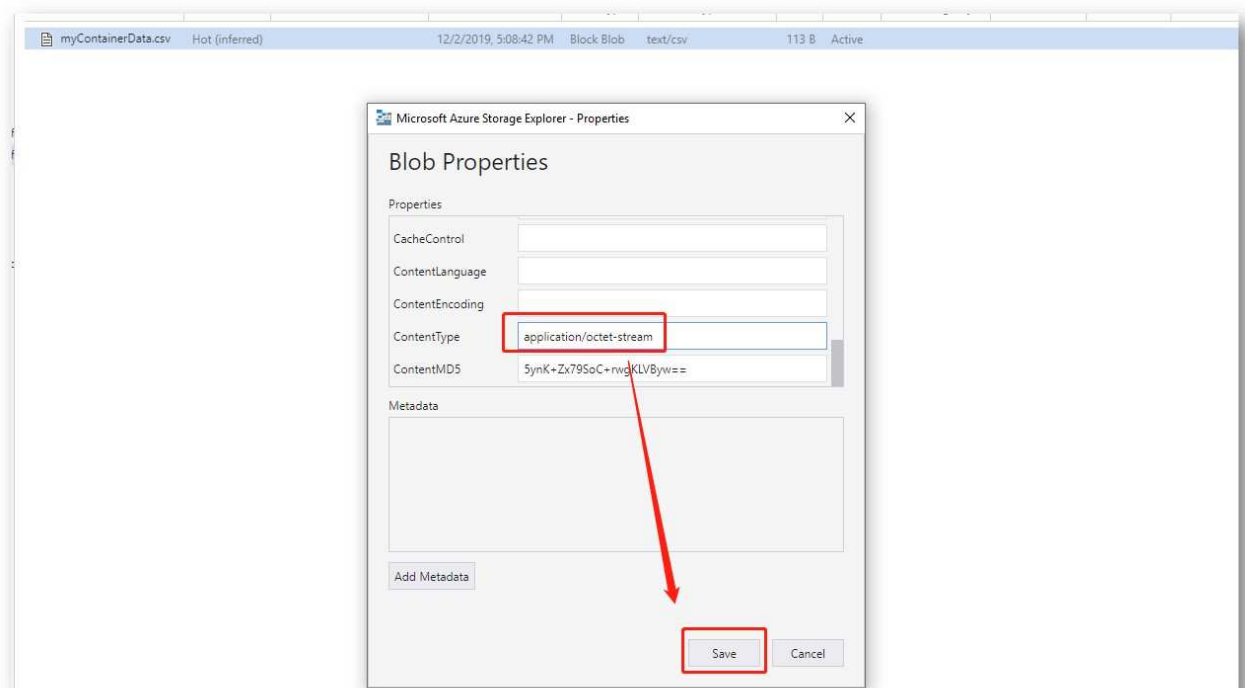 myContainerData.csv Hot (inferred) 12/2/2019, 5:08:42 PM Block Blob text/csv 113 B Active
Microsoft Azure Storage Explorer - Properties
Blob Properties
Properties
CacheControl
ContentLanguage
ContentEncoding
ContentType application/octet-stream
ContentMD5 5ynK+Zx79SoC+rwgKLVByw==
Metadata
Add Metadata
Save Cancel